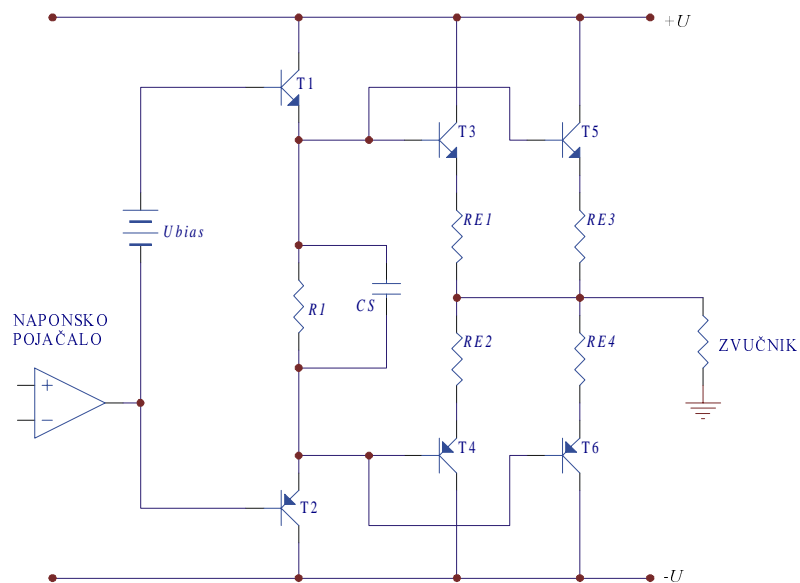 +U
T1
T3
T5
Ubias
RE1
RE3
R1
CS
NAPONSKO
POJAČALO
RE2
RE4
ZVUČNIK
+
−
T4
T6
T2
-U